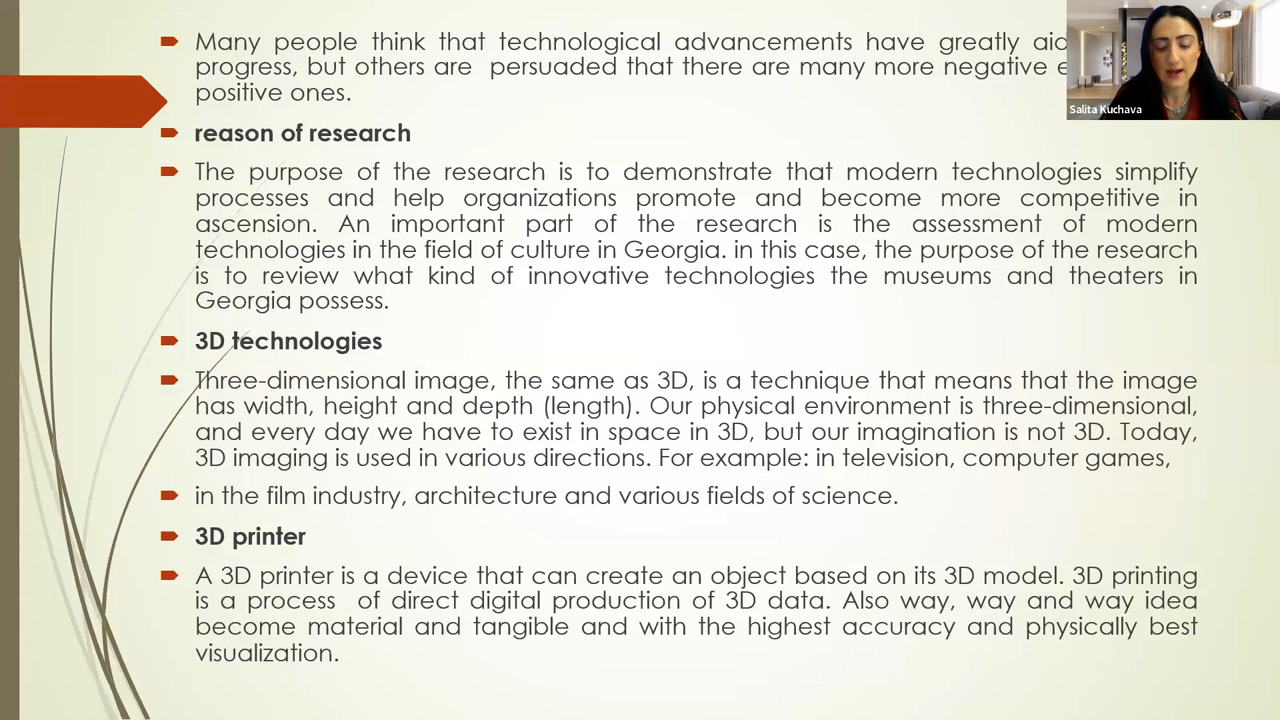 Many people think that technological advancements have greatly
progress, but others are persuaded that there are many more negative
positive ones.
Salita Kuchava
reason of research
The purpose of the research is to demonstrate that modern technologies simplify
processes and help organizations promote and become more competitive in
ascension. An important part of the research is the assessment of modern
technologies in the field of culture in Georgia. in this case, the purpose of the research
is to review what kind of innovative technologies the museums and theaters in
Georgia possess.
3D technologies
Three-dimensional image, the same as 3D, is a technique that means that the image
has width, height and depth (length). Our physical environment is three-dimensional,
and every day we have to exist in space in 3D, but our imagination is not 3D. Today,
3D imaging is used in various directions. For example: in television, computer games,
in the film industry, architecture and various fields of science.
3D printer
A 3D printer is a device that can create an object based on its 3D model. 3D printing
is a process of direct digital production of 3D data. Also way, way and way idea
become material and tangible and with the highest accuracy and physically best
visualization.